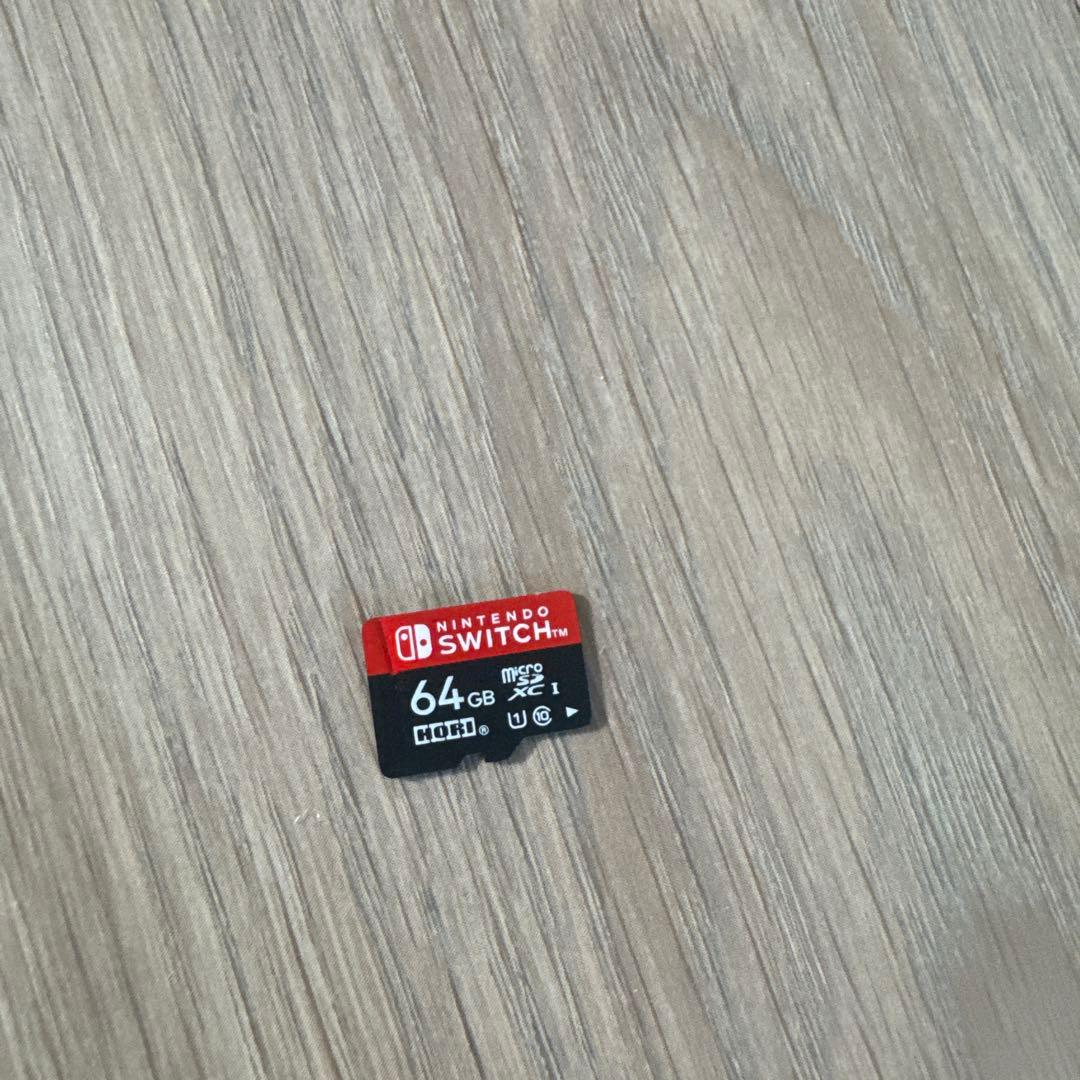 NINTENDO
SWITCH™
64GB
micro
SD
XC I
HORI®
U1 10